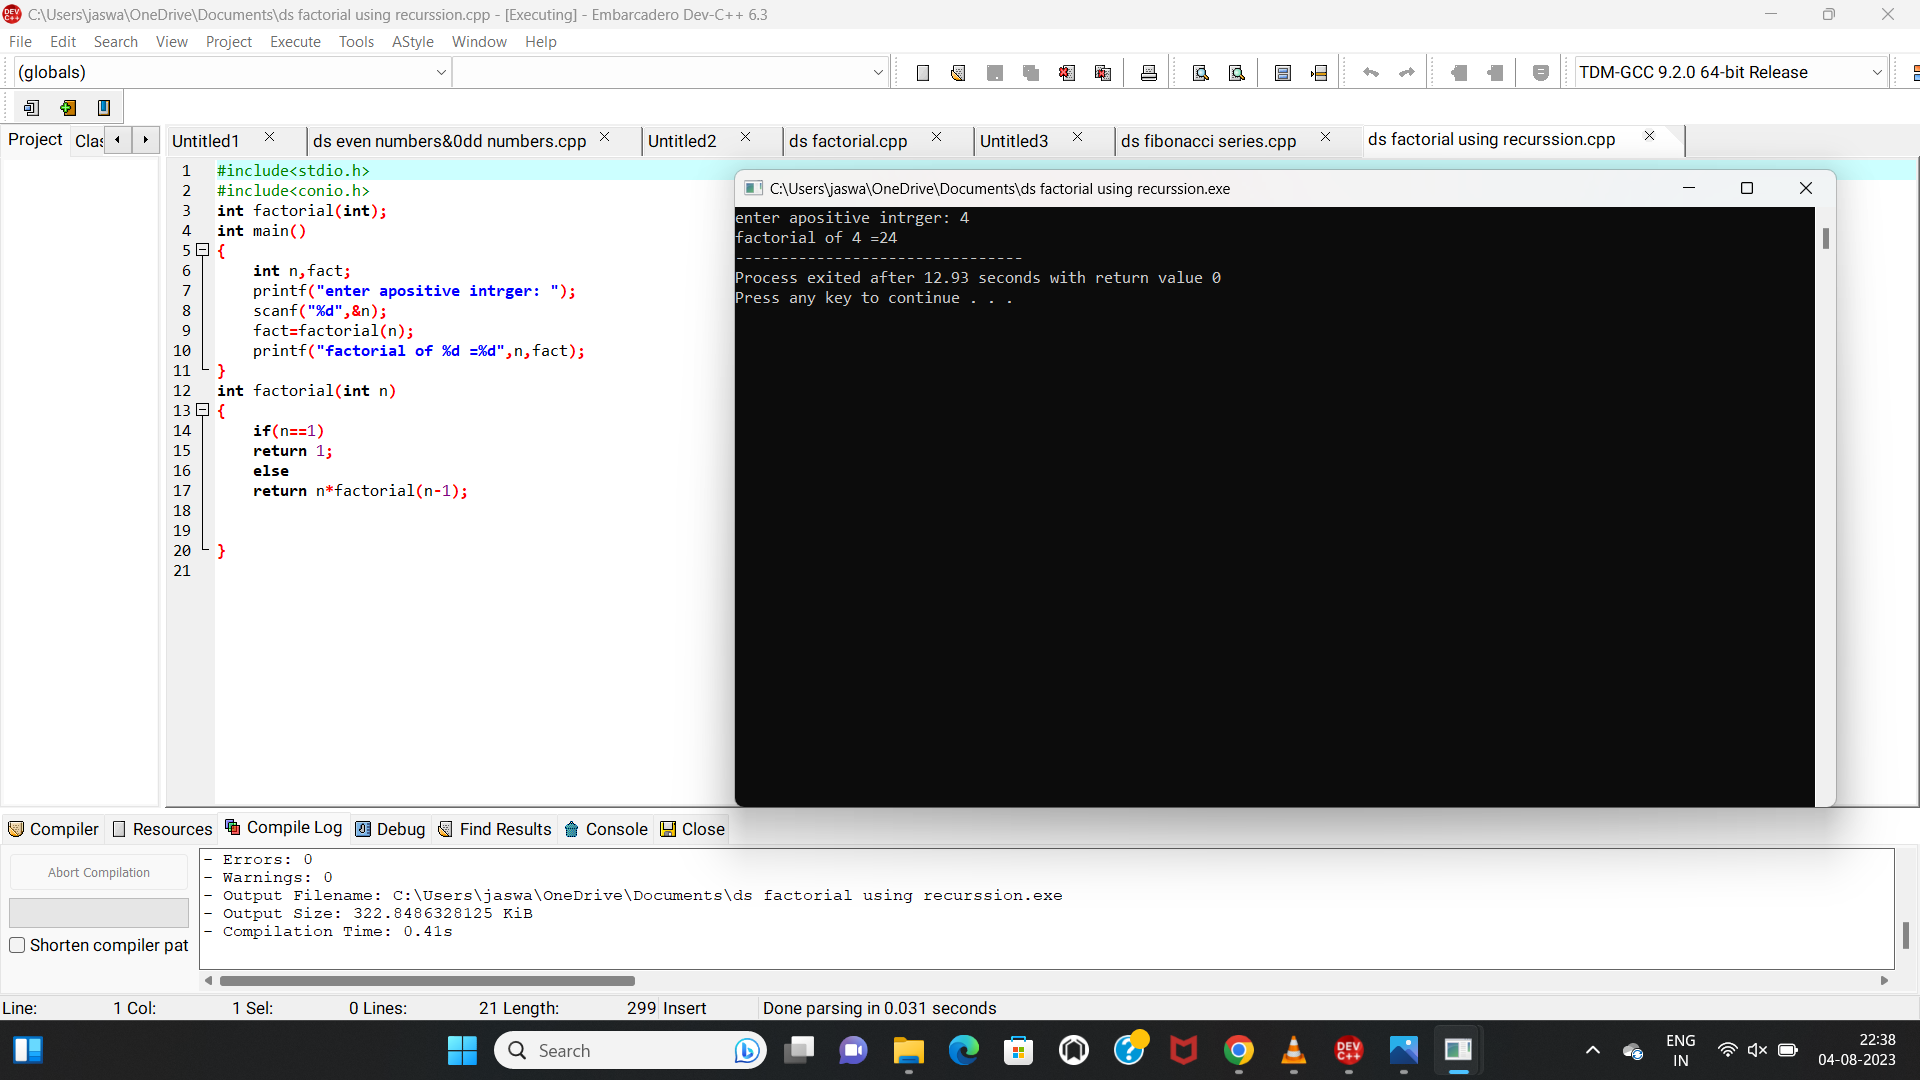 C:\Users\jaswa\OneDrive\Documents\ds factorial using recurssion.cpp - [Executing] - Embarcadero Dev-C++ 6.3
File Edit Search View Project Execute Tools AStyle Window Help
(globals)
TDM-GCC 9.2.0 64-bit Release
Project Clas
Untitled1 ds even numbers&0dd numbers.cpp Untitled2 ds factorial.cpp Untitled3 ds fibonacci series.cpp ds factorial using recurssion.cpp
1 #include<stdio.h>
2 #include<conio.h>
3 int factorial(int);
4 int main()
5 {
6 int n,fact;
7 printf("enter apositive intrger: ");
8 scanf("%d",&n);
9 fact=factorial(n);
10 printf("factorial of %d =%d",n,fact);
11 }
12 int factorial(int n)
13 {
14 if(n==1)
15 return 1;
16 else
17 return n*factorial(n-1);
18
19
20 }
21
C:\Users\jaswa\OneDrive\Documents\ds factorial using recurssion.exe
enter apositive intrger: 4
factorial of 4 =24
--------------------------------
Process exited after 12.93 seconds with return value 0
Press any key to continue . . .
Compiler Resources Compile Log Debug Find Results Console Close
Abort Compilation
Shorten compiler pat
- Errors: 0
- Warnings: 0
- Output Filename: C:\Users\jaswa\OneDrive\Documents\ds factorial using recurssion.exe
- Output Size: 322.8486328125 KiB
- Compilation Time: 0.41s
Line: 1 Col: 1 Sel: 0 Lines: 21 Length: 299 Insert Done parsing in 0.031 seconds
Search
DEV C++
ENG
IN
22:38
04-08-2023